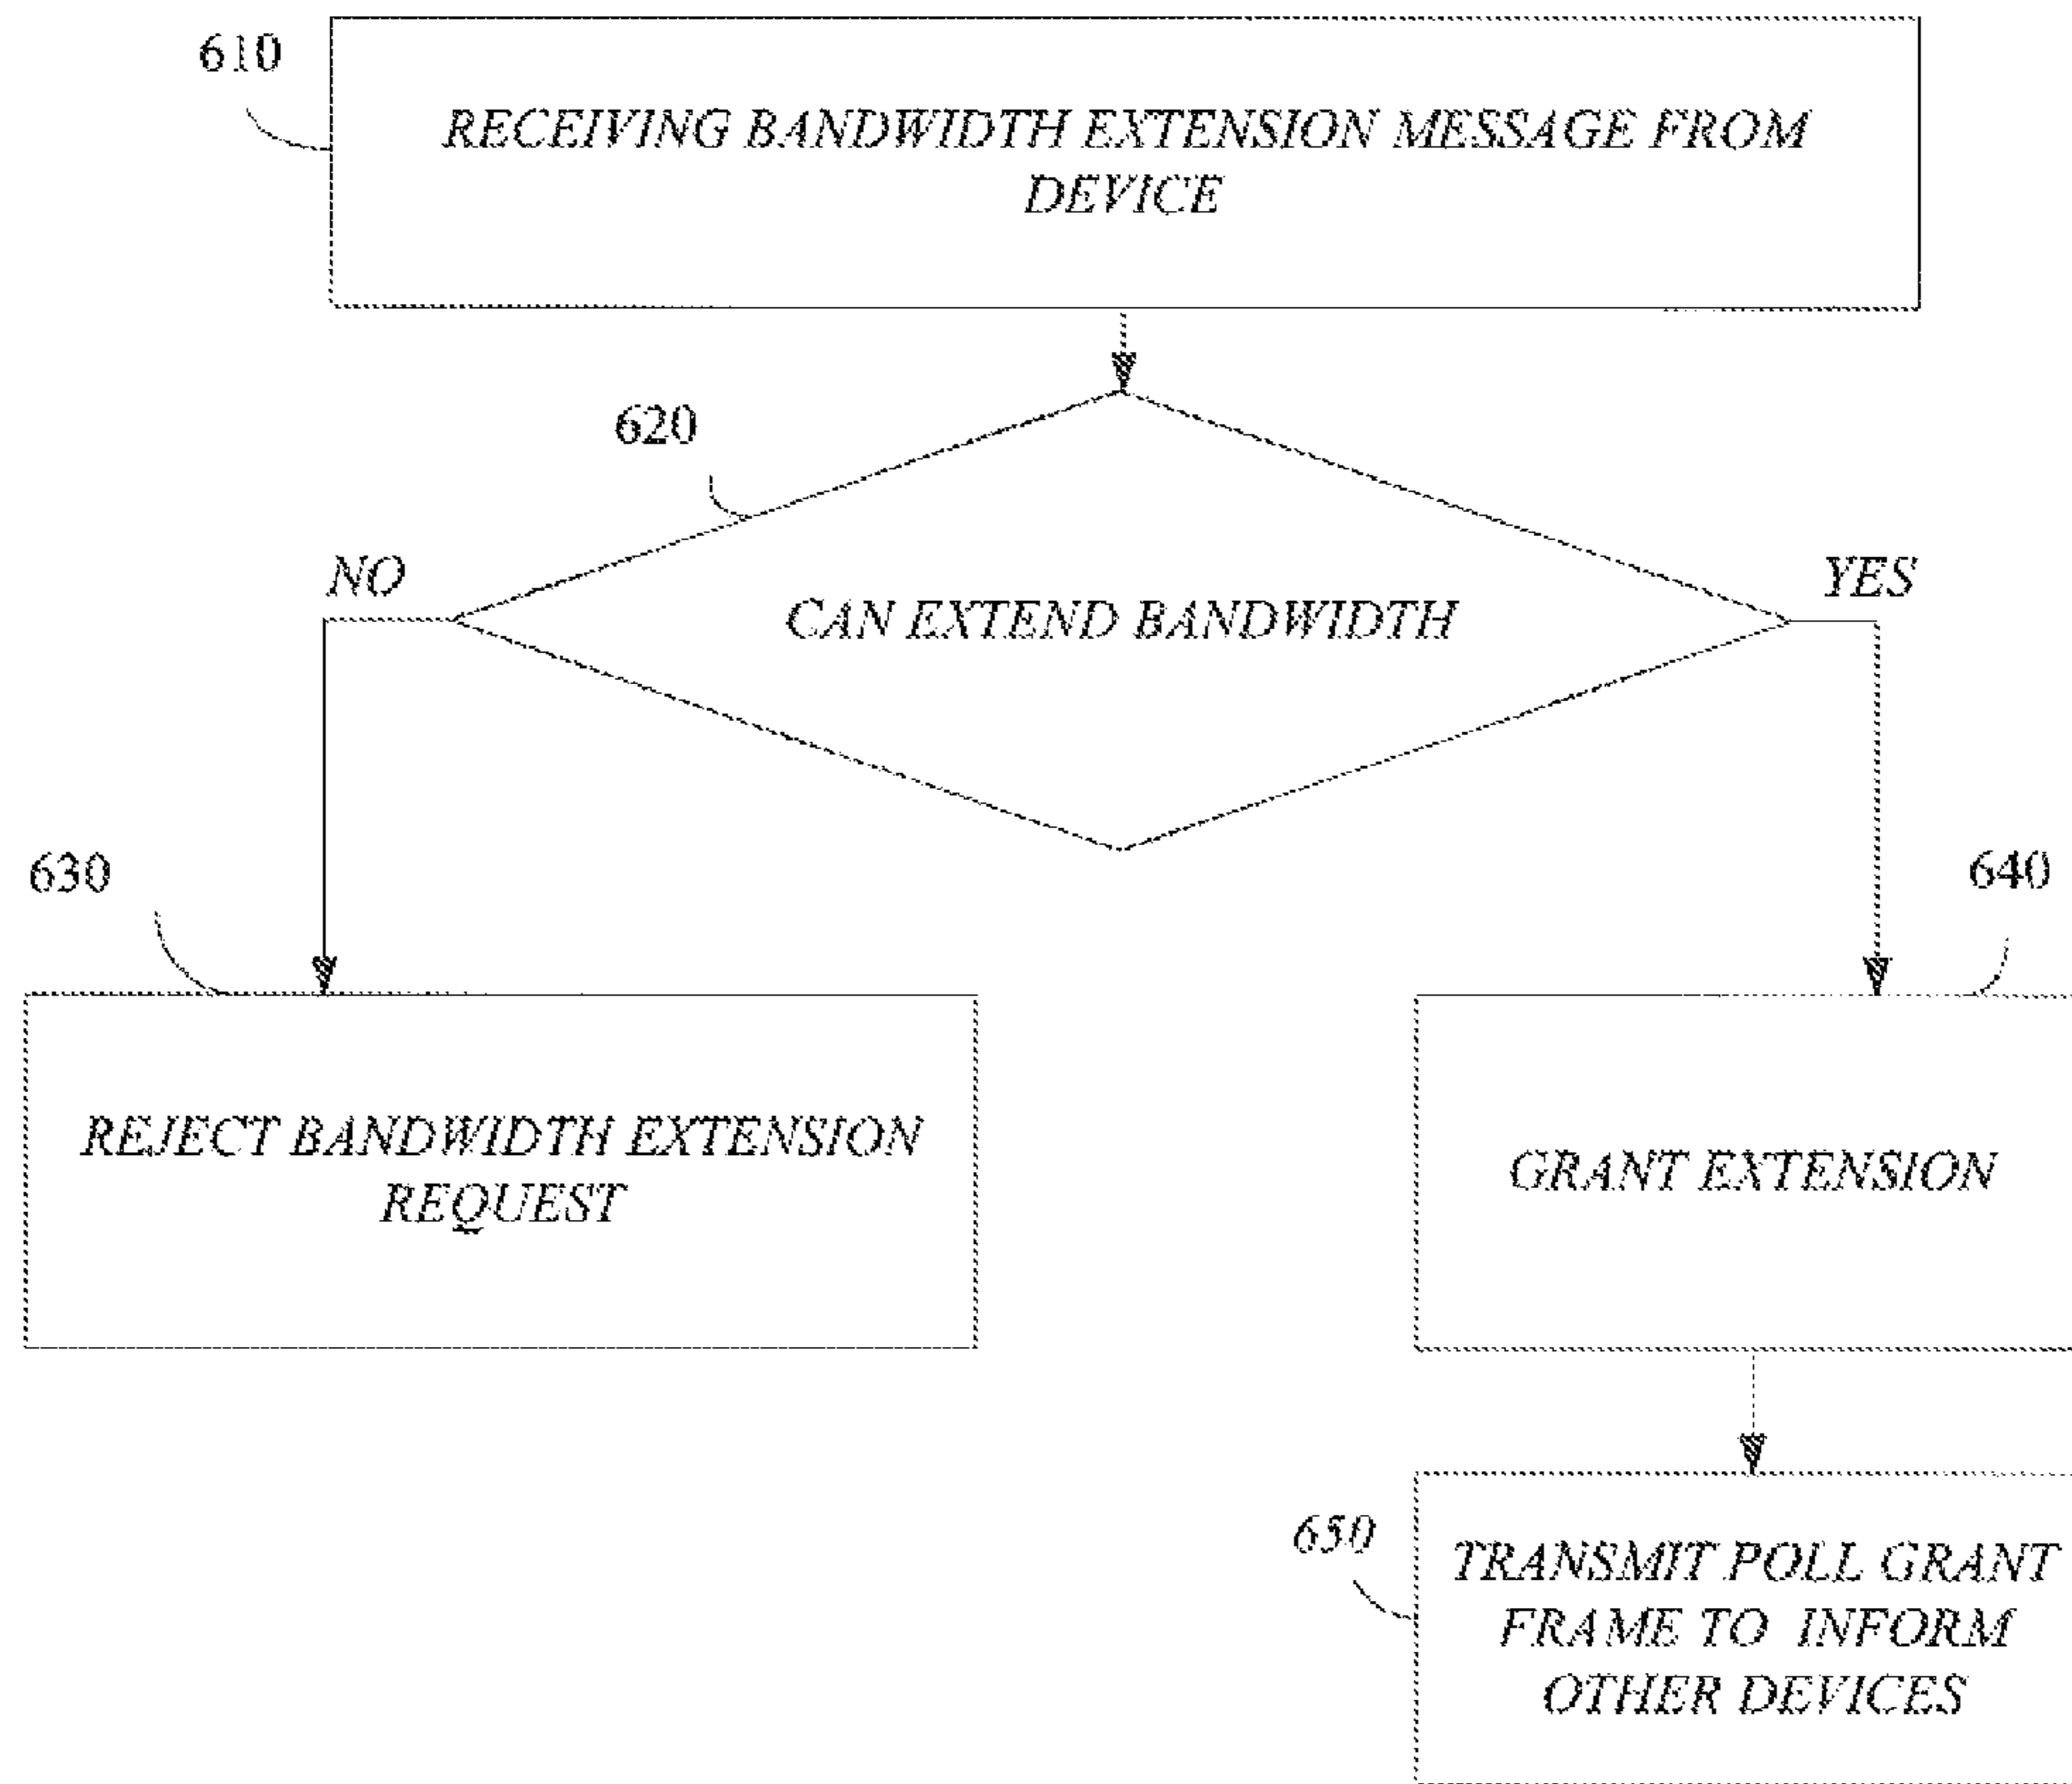 610
RECEIVING BANDWIDTH EXTENSION MESSAGE FROM
DEVICE
620
NO
YES
CAN EXTEND BANDWIDTH
630
640
REJECT BANDWIDTH EXTENSION
REQUEST
GRANT EXTENSION
650
TRANSMIT POLL GRANT
FRAME TO INFORM
OTHER DEVICES